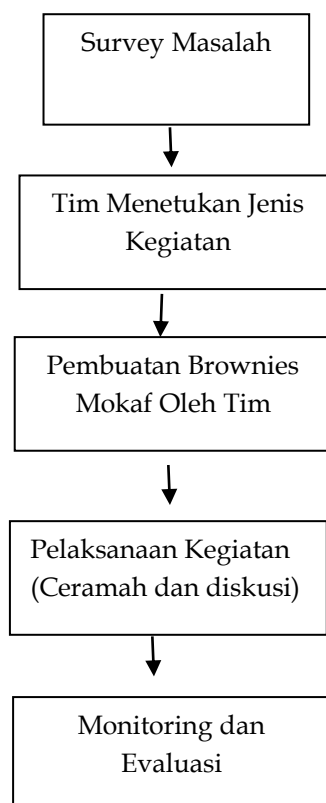 Survey Masalah
Tim Menetukan Jenis
Kegiatan
Pembuatan Brownies
Mokaf Oleh Tim
Pelaksanaan Kegiatan
(Ceramah dan diskusi)
Monitoring dan
Evaluasi